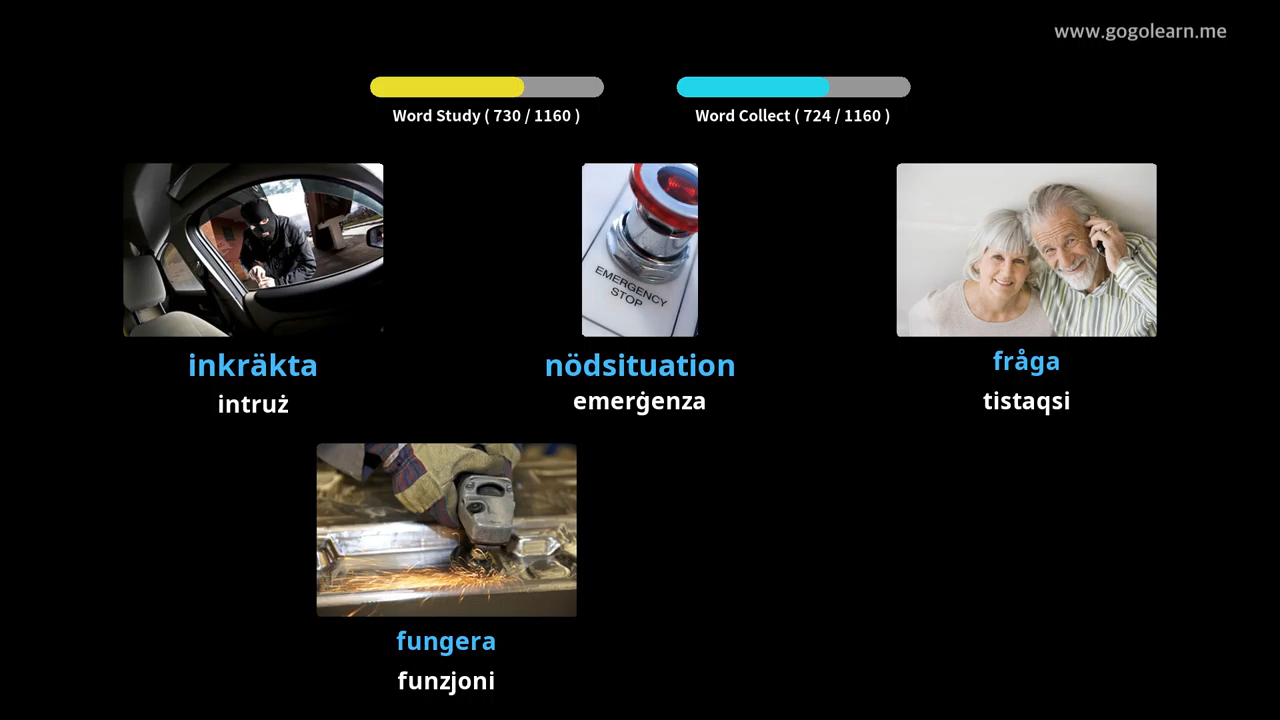 www.gogolearn.me
Word Study ( 730 / 1160 )
Word Collect ( 724 / 1160 )
EMERGENCY
STOP
inkräkta
intruż
nödsituation
emerġenza
fråga
tistaqsi
fungera
funzjoni